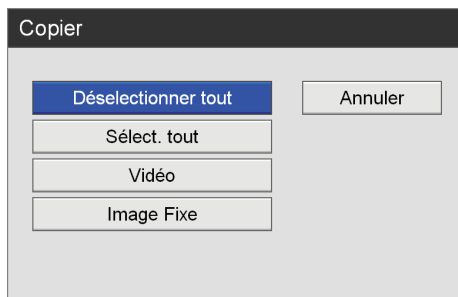 Copier
Déselectionner tout
Annuler
Sélect. tout
Vidéo
Image Fixe